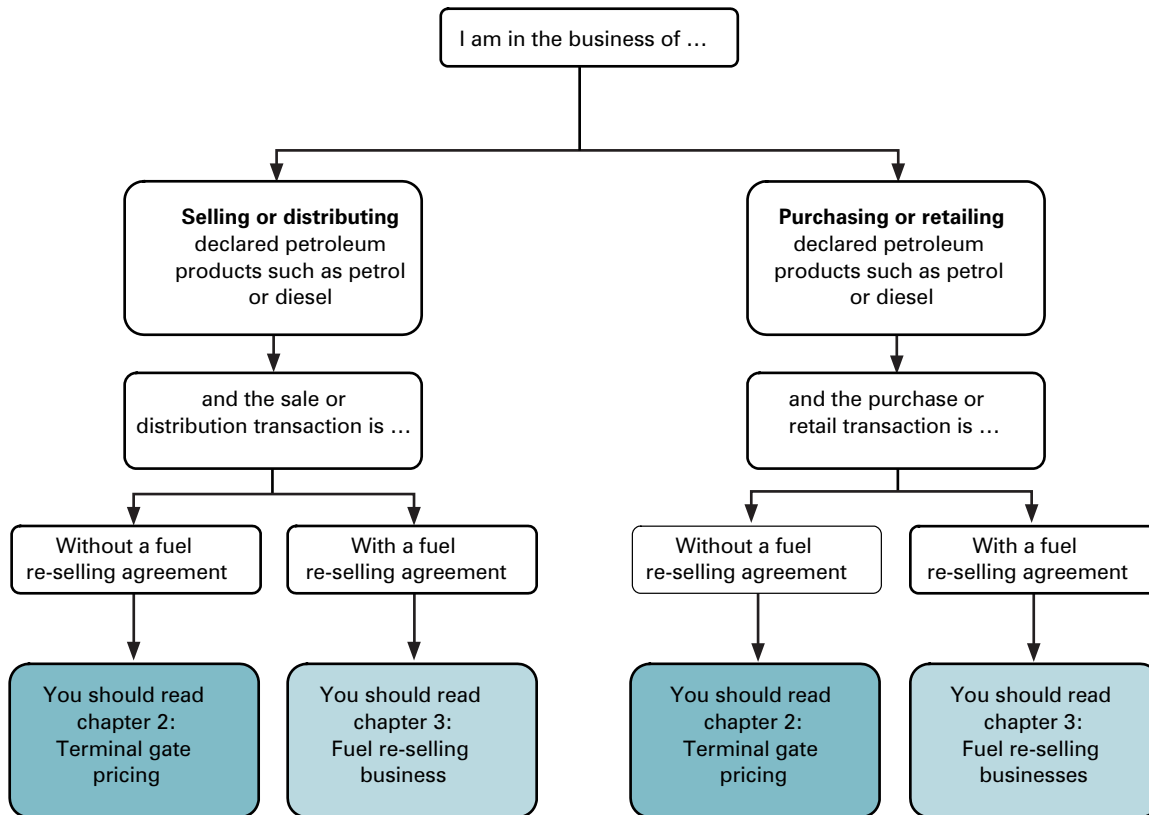 I am in the business of …
Selling or distributing
declared petroleum
products such as petrol
or diesel
Purchasing or retailing
declared petroleum
products such as petrol
or diesel
and the sale or
distribution transaction is …
and the purchase or
retail transaction is …
Without a fuel
re-selling agreement
With a fuel
re-selling agreement
Without a fuel
re-selling agreement
With a fuel
re-selling agreement
You should read
chapter 2:
Terminal gate
pricing
You should read
chapter 3:
Fuel re-selling
business
You should read
chapter 2:
Terminal gate
pricing
You should read
chapter 3:
Fuel re-selling
businesses